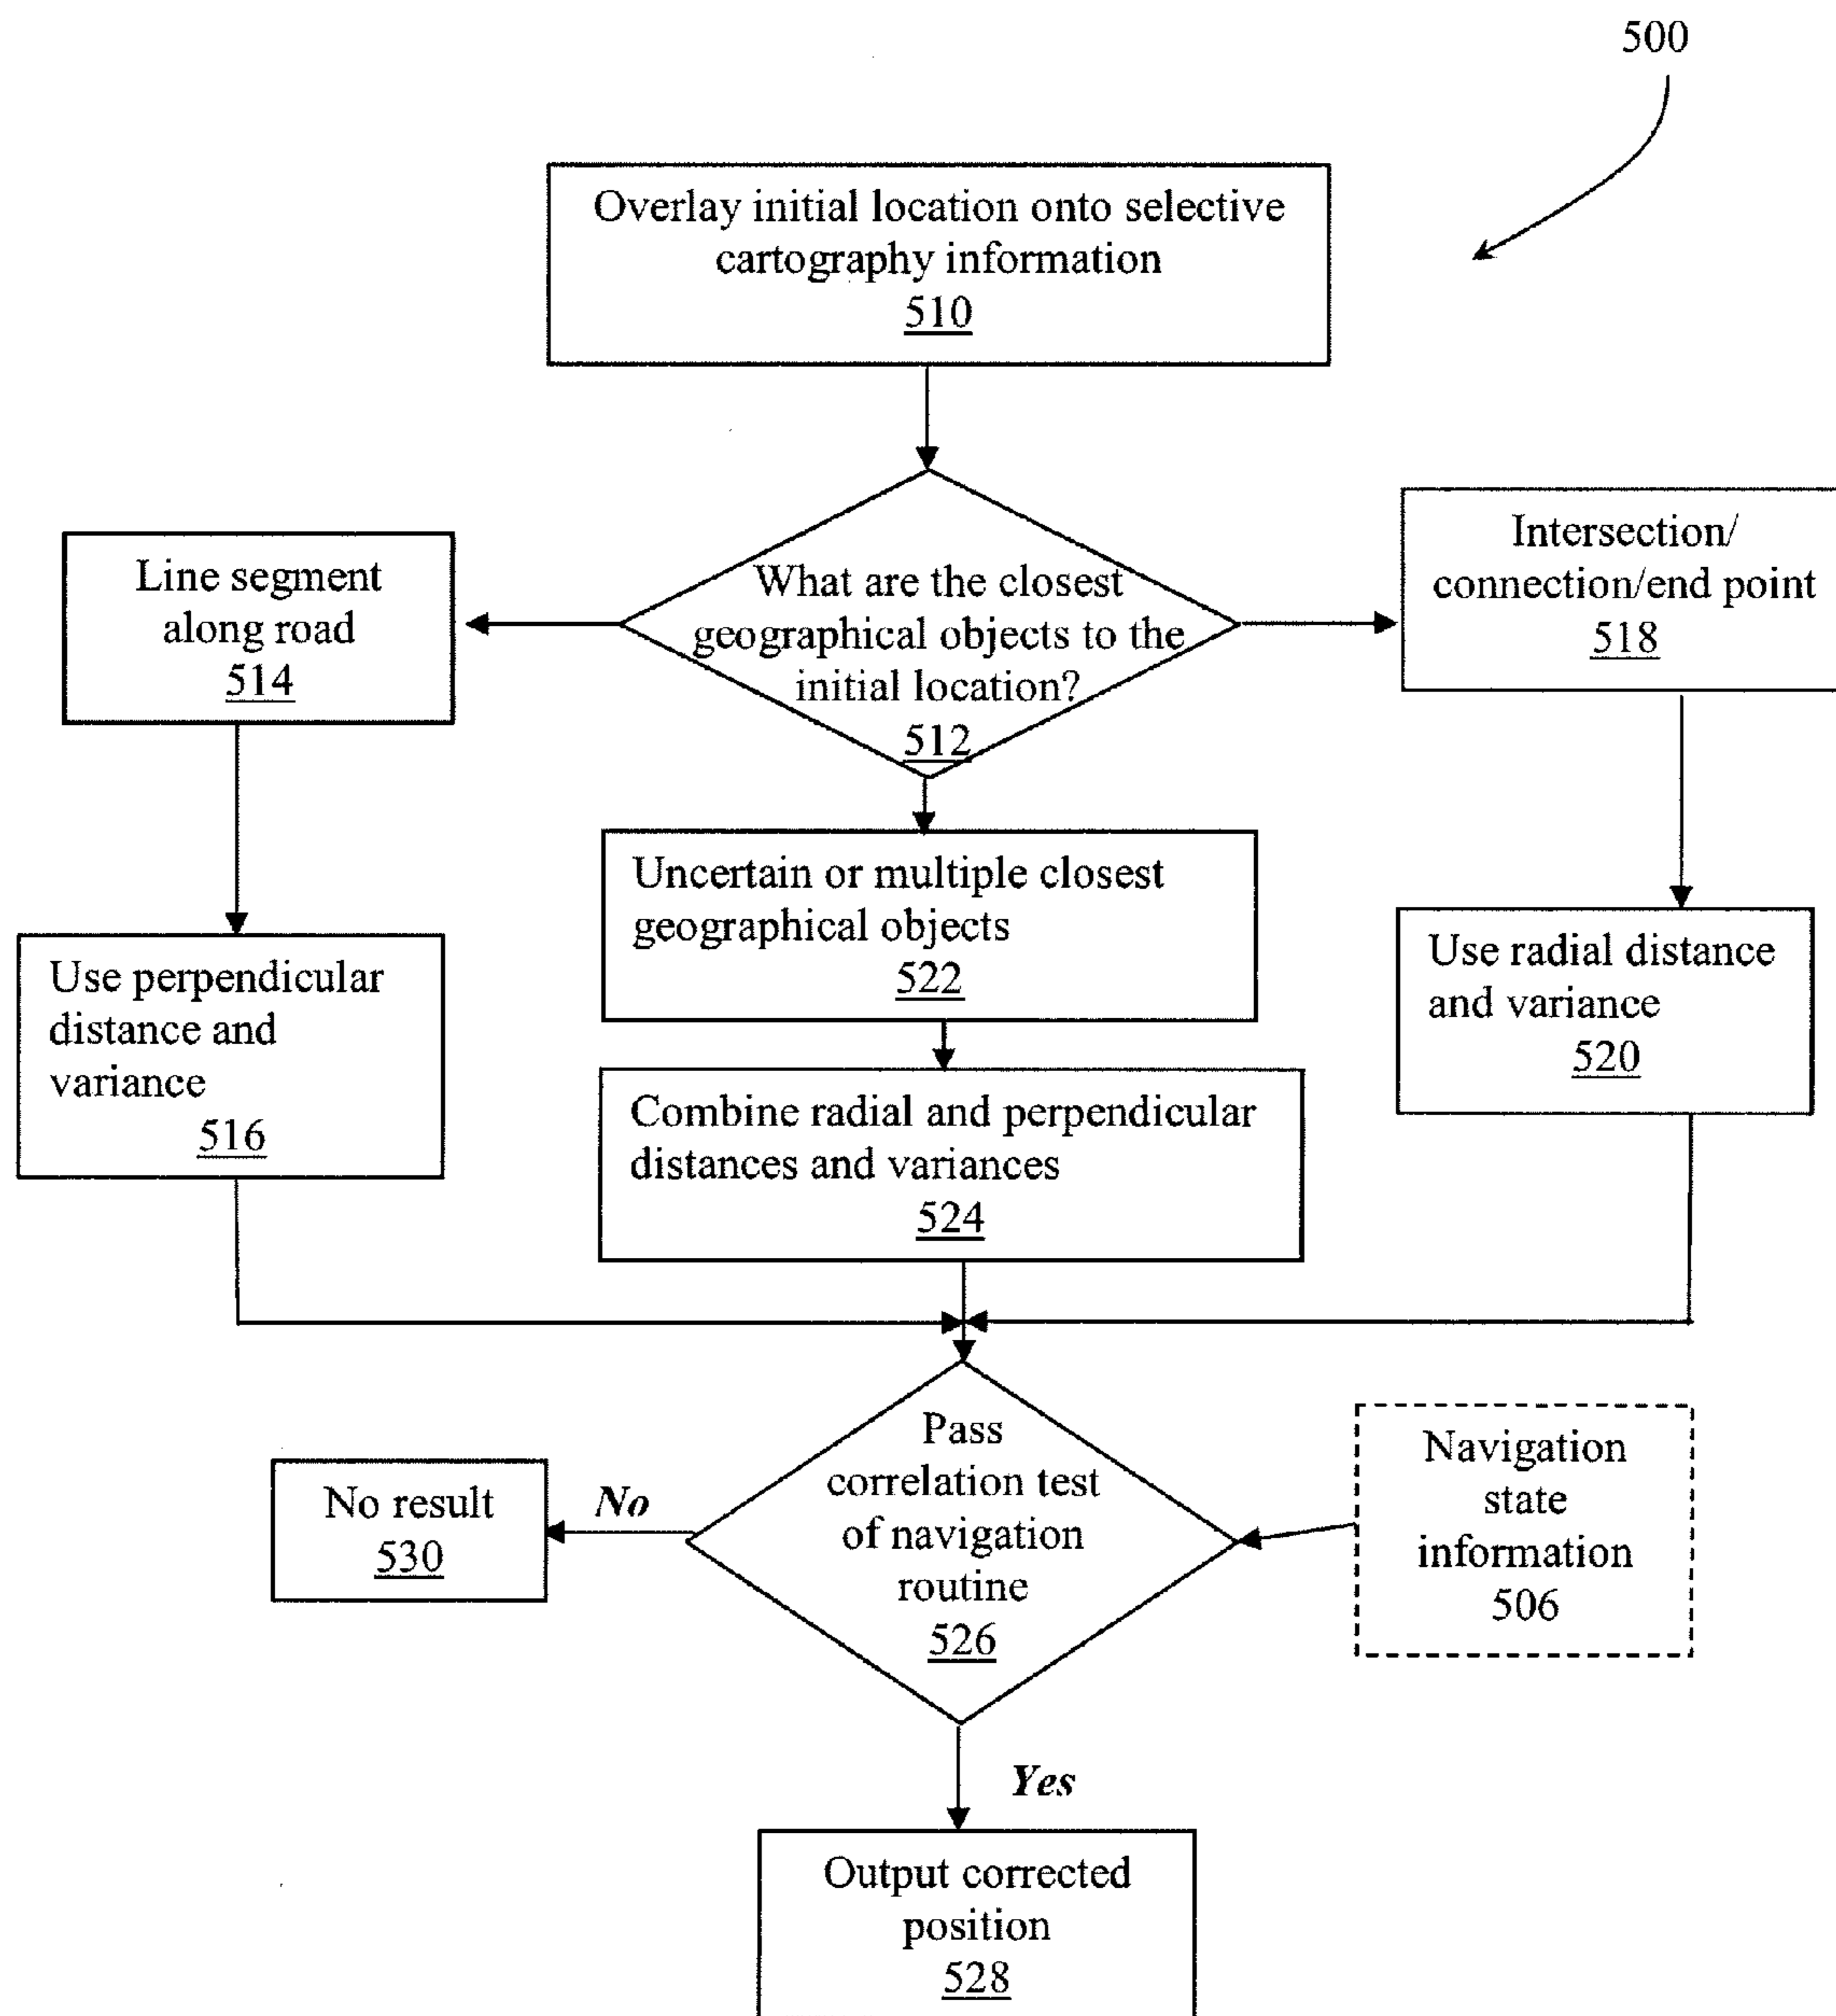 500
Overlay initial location onto selective
cartography information
510
What are the closest
geographical objects to the
initial location?
512
Line segment
along road
514
Intersection/
connection/end point
518
Uncertain or multiple closest
geographical objects
522
Use perpendicular
distance and
variance
516
Use radial distance
and variance
520
Combine radial and perpendicular
distances and variances
524
Pass
correlation test
of navigation
routine
526
Navigation
state
information
506
No
No result
530
Yes
Output corrected
position
528